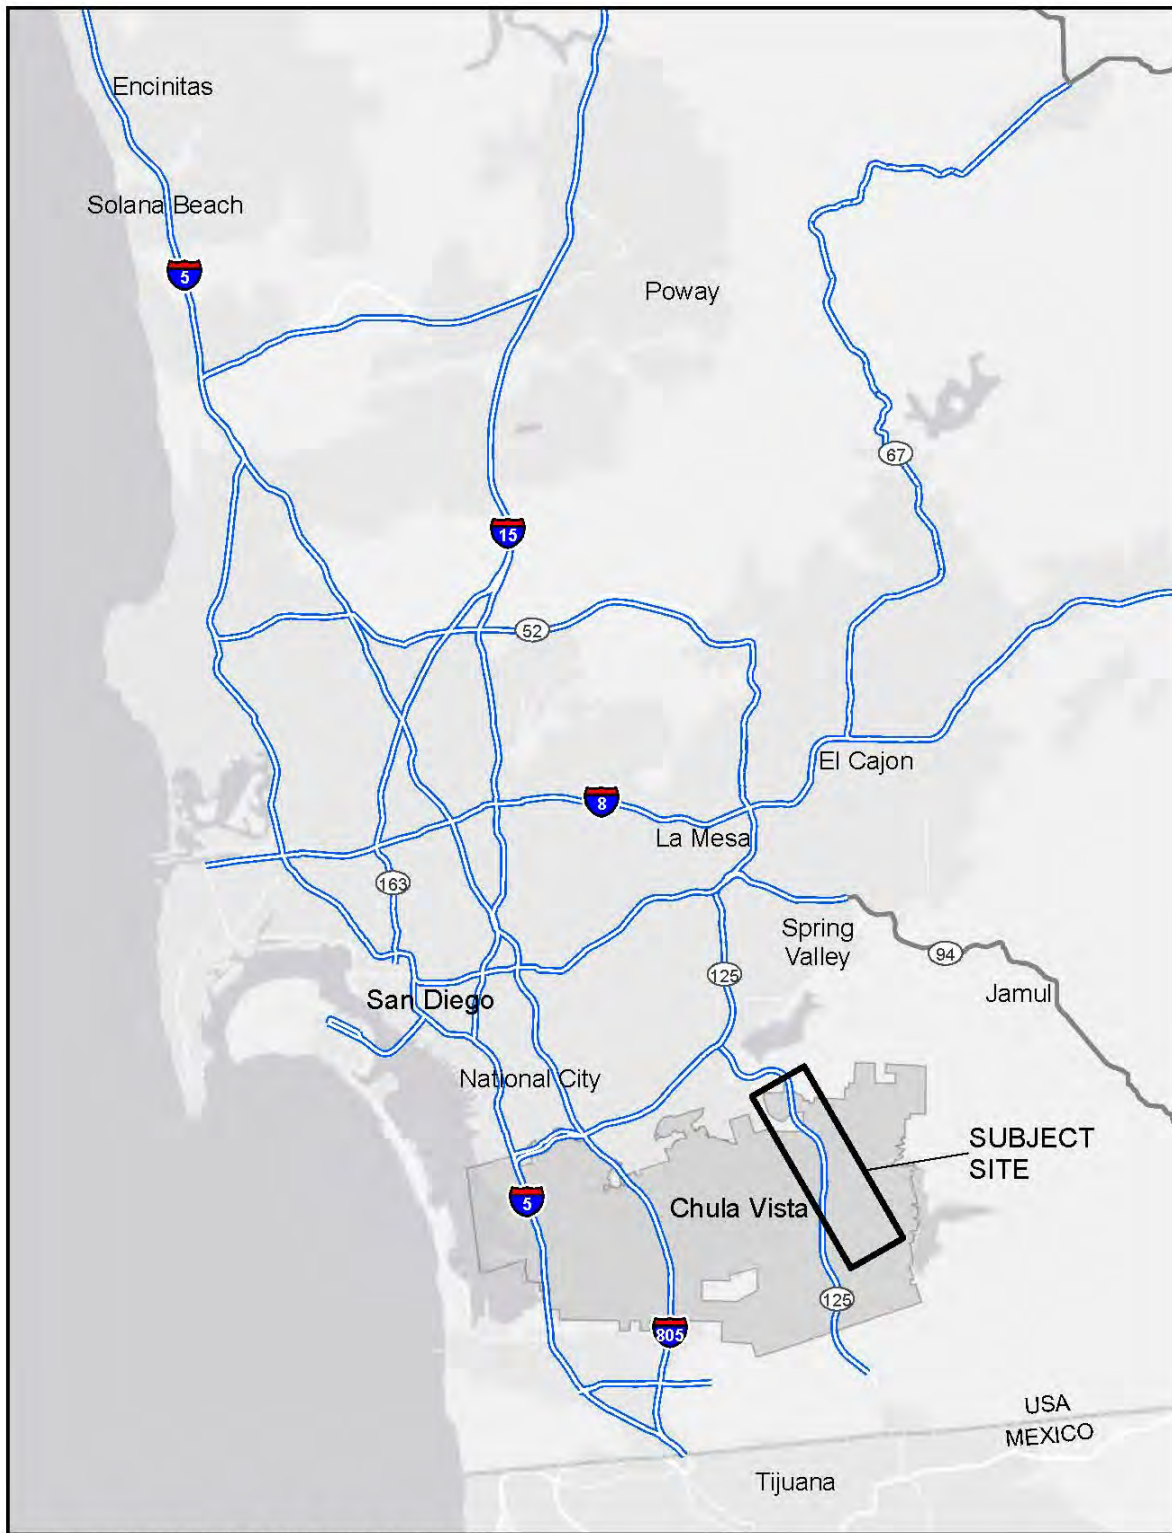 Encinitas
Solana Beach
5
Poway
67
15
52
El Cajon
8
La Mesa
163
Spring
Valley
94
125
Jamul
San Diego
National City
SUBJECT
SITE
5
Chula Vista
125
805
USA
MEXICO
Tijuana